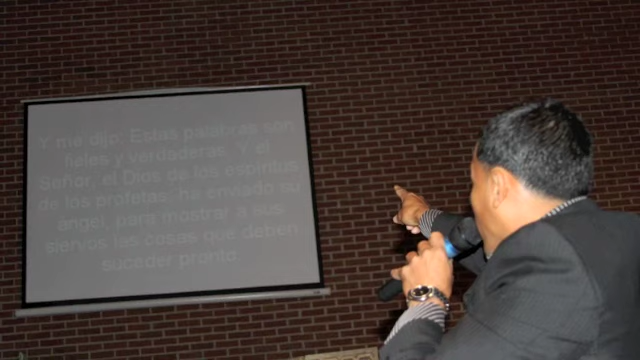 Y me dijo: Estas palabras son
fieles y verdaderas. Y el
Señor, el Dios de los espíritus
de los profetas, ha enviado su
ángel, para mostrar a sus
siervos las cosas que deben
suceder pronto.